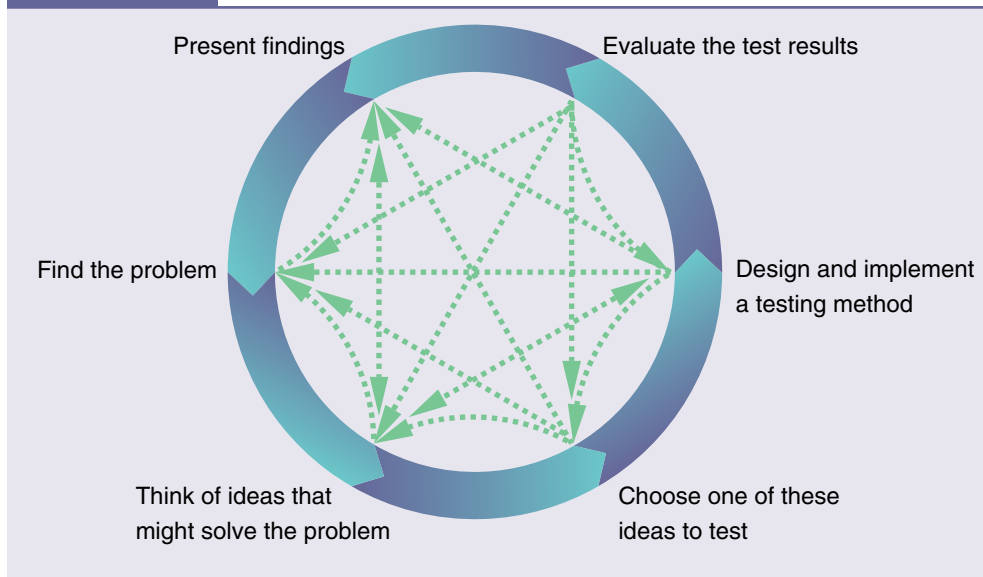 Present findings
Evaluate the test results
Find the problem
Design and implement
a testing method
Think of ideas that
might solve the problem
Choose one of these
ideas to test